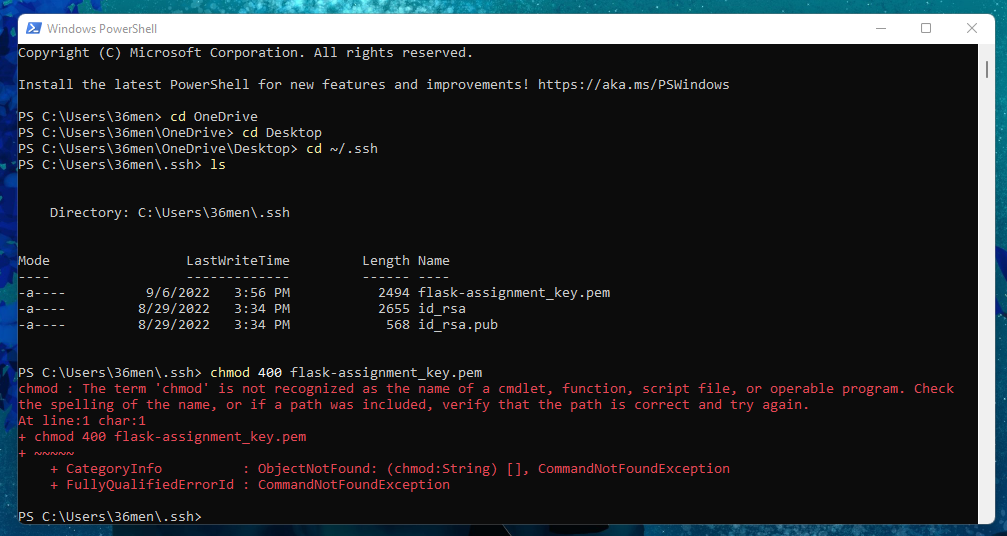 Windows PowerShell
Copyright (C) Microsoft Corporation. All rights reserved.
Install the latest PowerShell for new features and improvements! https://aka.ms/PSWindows
PS C:\Users\36men> cd OneDrive
PS C:\Users\36men\OneDrive> cd Desktop
PS C:\Users\36men\OneDrive\Desktop> cd ~/.ssh
PS C:\Users\36men\.ssh> ls
    Directory: C:\Users\36men\.ssh
Mode                 LastWriteTime         Length Name
----                 -------------         ------ ----
-a----          9/6/2022   3:56 PM           2494 flask-assignment_key.pem
-a----         8/29/2022   3:34 PM           2655 id_rsa
-a----         8/29/2022   3:34 PM            568 id_rsa.pub
PS C:\Users\36men\.ssh> chmod 400 flask-assignment_key.pem
chmod : The term 'chmod' is not recognized as the name of a cmdlet, function, script file, or operable program. Check
the spelling of the name, or if a path was included, verify that the path is correct and try again.
At line:1 char:1
+ chmod 400 flask-assignment_key.pem
+ ~~~~~
    + CategoryInfo          : ObjectNotFound: (chmod:String) [], CommandNotFoundException
    + FullyQualifiedErrorId : CommandNotFoundException
PS C:\Users\36men\.ssh>